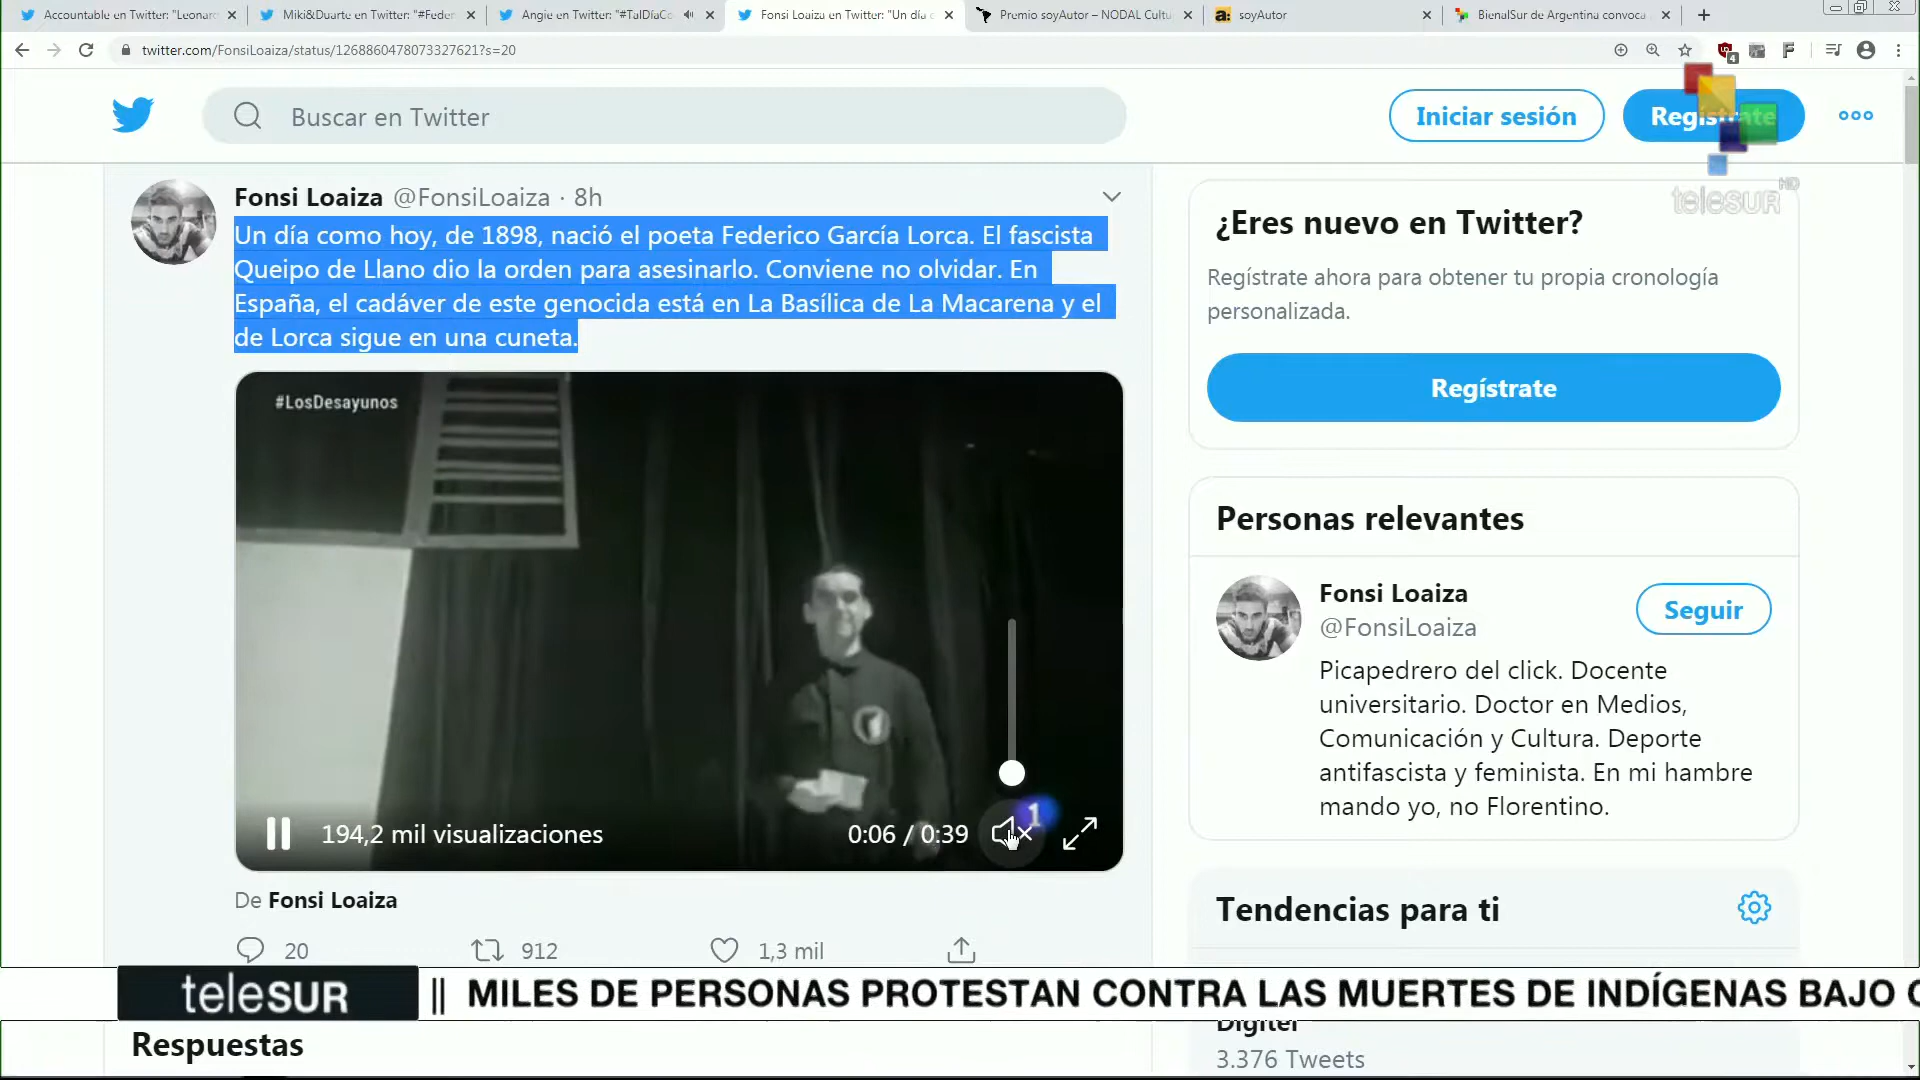 Accountable en Twitter: "Leonar
Miki&Duarte en Twitter: "#Feder
Angie en Twitter: "#TalDíaCo
Fonsi Loaiza en Twitter: "Un día c
Premio soyAutor – NODAL Cultu
soyAutor
BienalSur de Argentina convoca
twitter.com/FonsiLoaiza/status/1268860478073327621?s=20
Buscar en Twitter
Iniciar sesión
Regístrate
teleSUR HD
Fonsi Loaiza @FonsiLoaiza · 8h
Un día como hoy, de 1898, nació el poeta Federico García Lorca. El fascista
Queipo de Llano dio la orden para asesinarlo. Conviene no olvidar. En
España, el cadáver de este genocida está en La Basílica de La Macarena y el
de Lorca sigue en una cuneta.
#LosDesayunos
194,2 mil visualizaciones
0:06 / 0:39
1
De Fonsi Loaiza
20
912
1,3 mil
¿Eres nuevo en Twitter?
Regístrate ahora para obtener tu propia cronología
personalizada.
Regístrate
Personas relevantes
Fonsi Loaiza
@FonsiLoaiza
Seguir
Picapedrero del click. Docente
universitario. Doctor en Medios,
Comunicación y Cultura. Deporte
antifascista y feminista. En mi hambre
mando yo, no Florentino.
Tendencias para ti
teleSUR || MILES DE PERSONAS PROTESTAN CONTRA LAS MUERTES DE INDÍGENAS BAJO
Digitel
3.376 Tweets
Respuestas